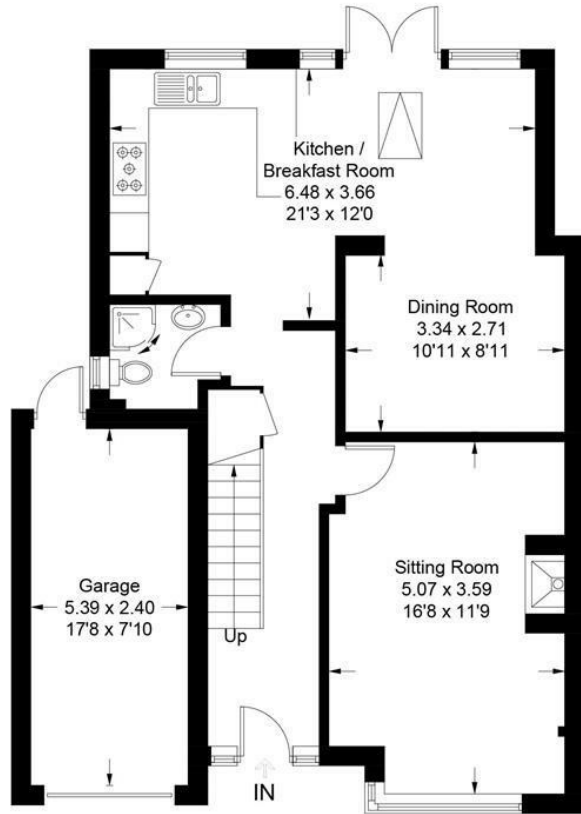 Kitchen /
Breakfast Room
6.48 x 3.66
21'3 x 12'0
Dining Room
3.34 x 2.71
10'11 x 8'11
Sitting Room
5.07 x 3.59
16'8 x 11'9
Garage
5.39 x 2.40
17'8 x 7'10
Up
IN